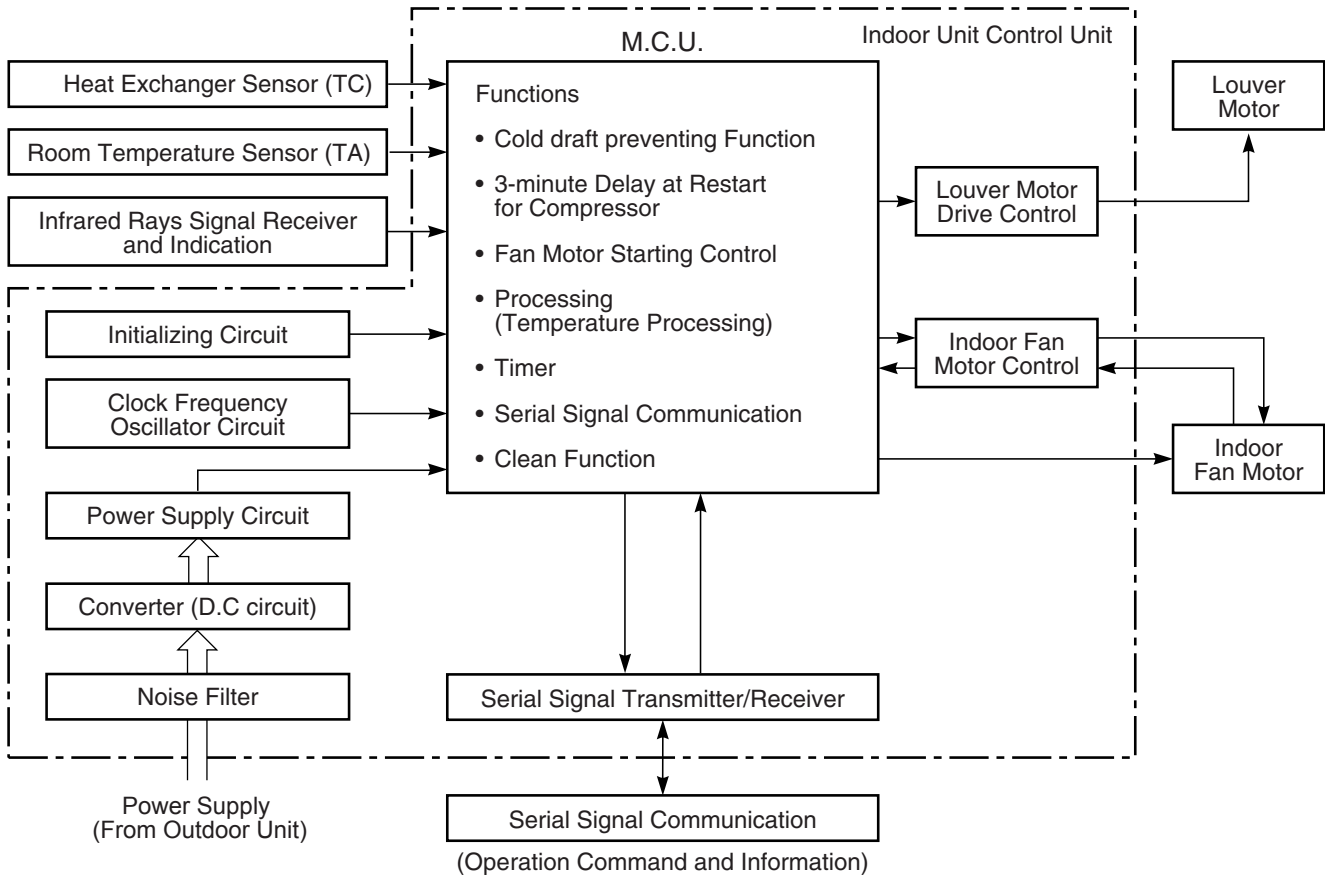 M.C.U.
Indoor Unit Control Unit
Heat Exchanger Sensor (TC)
Room Temperature Sensor (TA)
Infrared Rays Signal Receiver
and Indication
Initializing Circuit
Clock Frequency
Oscillator Circuit
Power Supply Circuit
Converter (D.C circuit)
Noise Filter
Power Supply
(From Outdoor Unit)
Functions
• Cold draft preventing Function
• 3-minute Delay at Restart
for Compressor
• Fan Motor Starting Control
• Processing
(Temperature Processing)
• Timer
• Serial Signal Communication
• Clean Function
Serial Signal Transmitter/Receiver
Serial Signal Communication
(Operation Command and Information)
Louver Motor
Drive Control
Louver
Motor
Indoor Fan
Motor Control
Indoor
Fan Motor